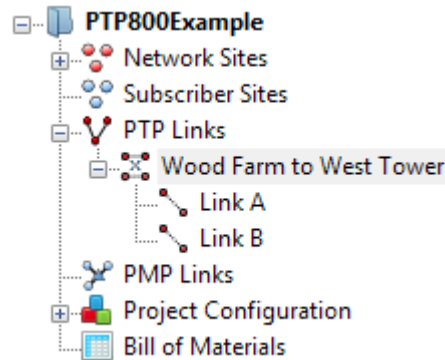 PTP800Example
Network Sites
Subscriber Sites
PTP Links
Wood Farm to West Tower
Link A
Link B
PMP Links
Project Configuration
Bill of Materials